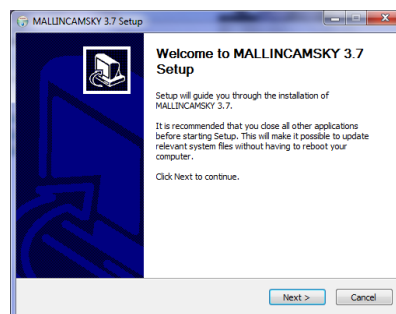 MALLINCAMSKY 3.7 Setup
Welcome to MALLINCAMSKY 3.7
Setup
Setup will guide you through the installation of
MALLINCAMSKY 3.7.
It is recommended that you close all other applications
before starting Setup. This will make it possible to update
relevant system files without having to reboot your
computer.
Click Next to continue.
Next >
Cancel